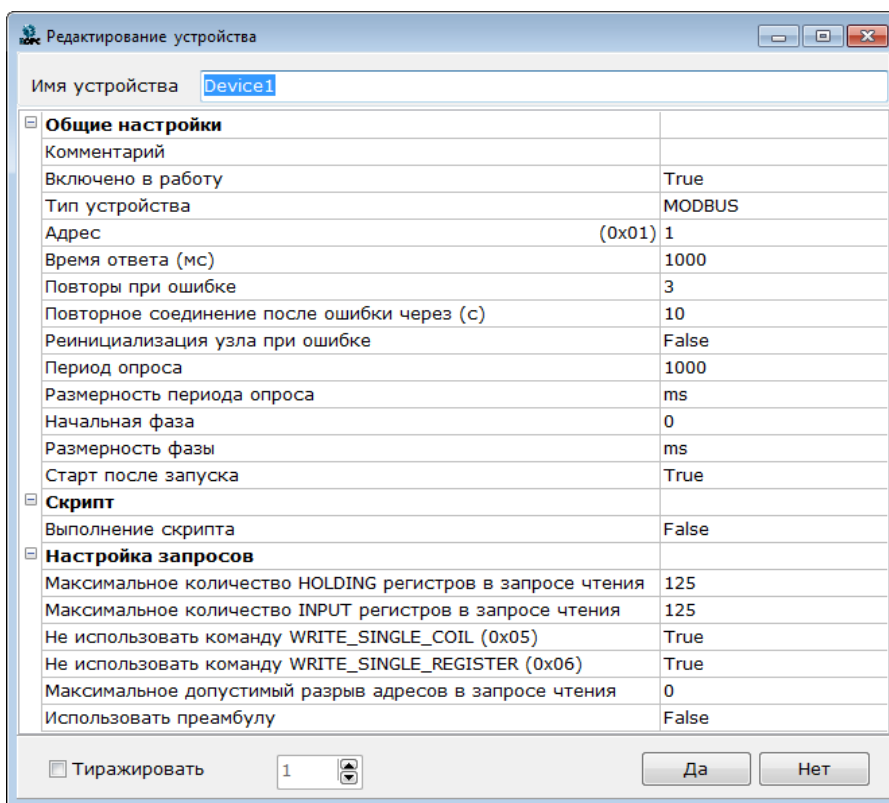 Редактирование устройства
Имя устройства Device1
Общие настройки
Комментарий
Включено в работу True
Тип устройства MODBUS
Адрес (0x01) 1
Время ответа (мс) 1000
Повторы при ошибке 3
Повторное соединение после ошибки через (с) 10
Реинициализация узла при ошибке False
Период опроса 1000
Размерность периода опроса ms
Начальная фаза 0
Размерность фазы ms
Старт после запуска True
Скрипт
Выполнение скрипта False
Настройка запросов
Максимальное количество HOLDING регистров в запросе чтения 125
Максимальное количество INPUT регистров в запросе чтения 125
Не использовать команду WRITE_SINGLE_COIL (0x05) True
Не использовать команду WRITE_SINGLE_REGISTER (0x06) True
Максимальное допустимый разрыв адресов в запросе чтения 0
Использовать преамбулу False
Тиражировать 1 Да Нет